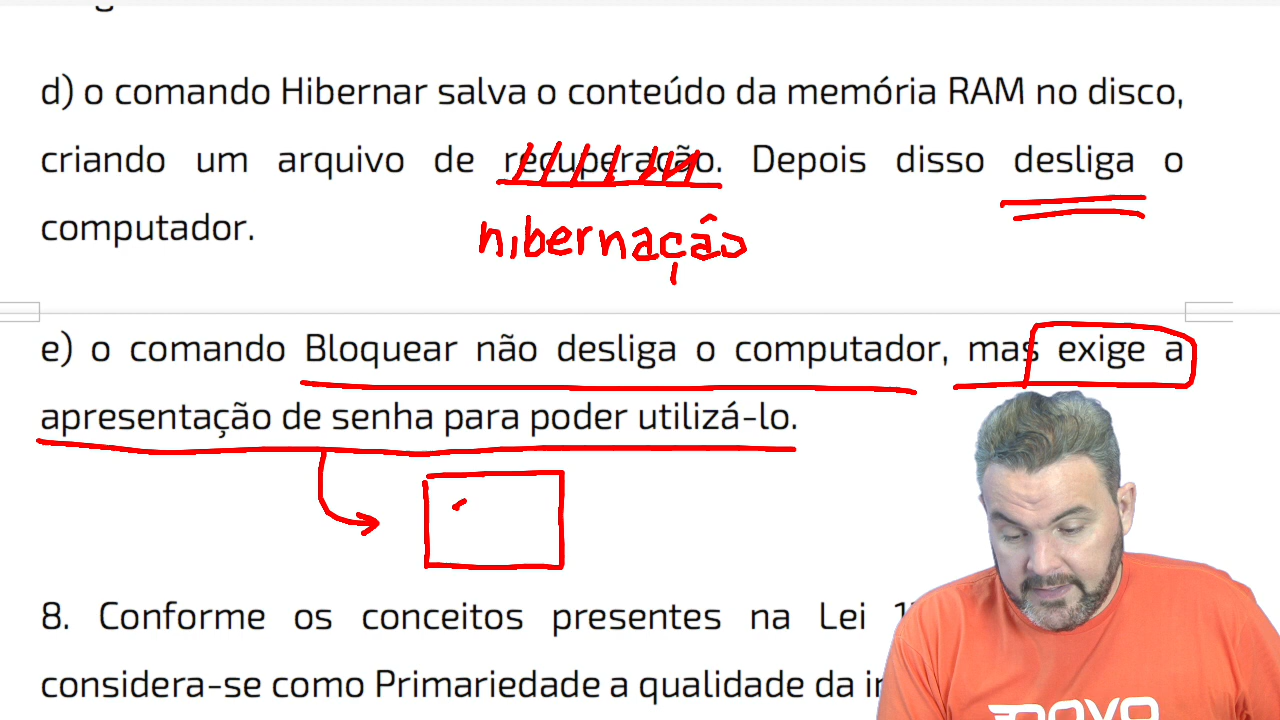 d) o comando Hibernar salva o conteúdo da memória RAM no disco,
criando um arquivo de recuperação. Depois disso desliga o
computador.
hibernação
e) o comando Bloquear não desliga o computador, mas exige a
apresentação de senha para poder utilizá-lo.
8. Conforme os conceitos presentes na Lei
considera-se como Primariedade a qualidade da